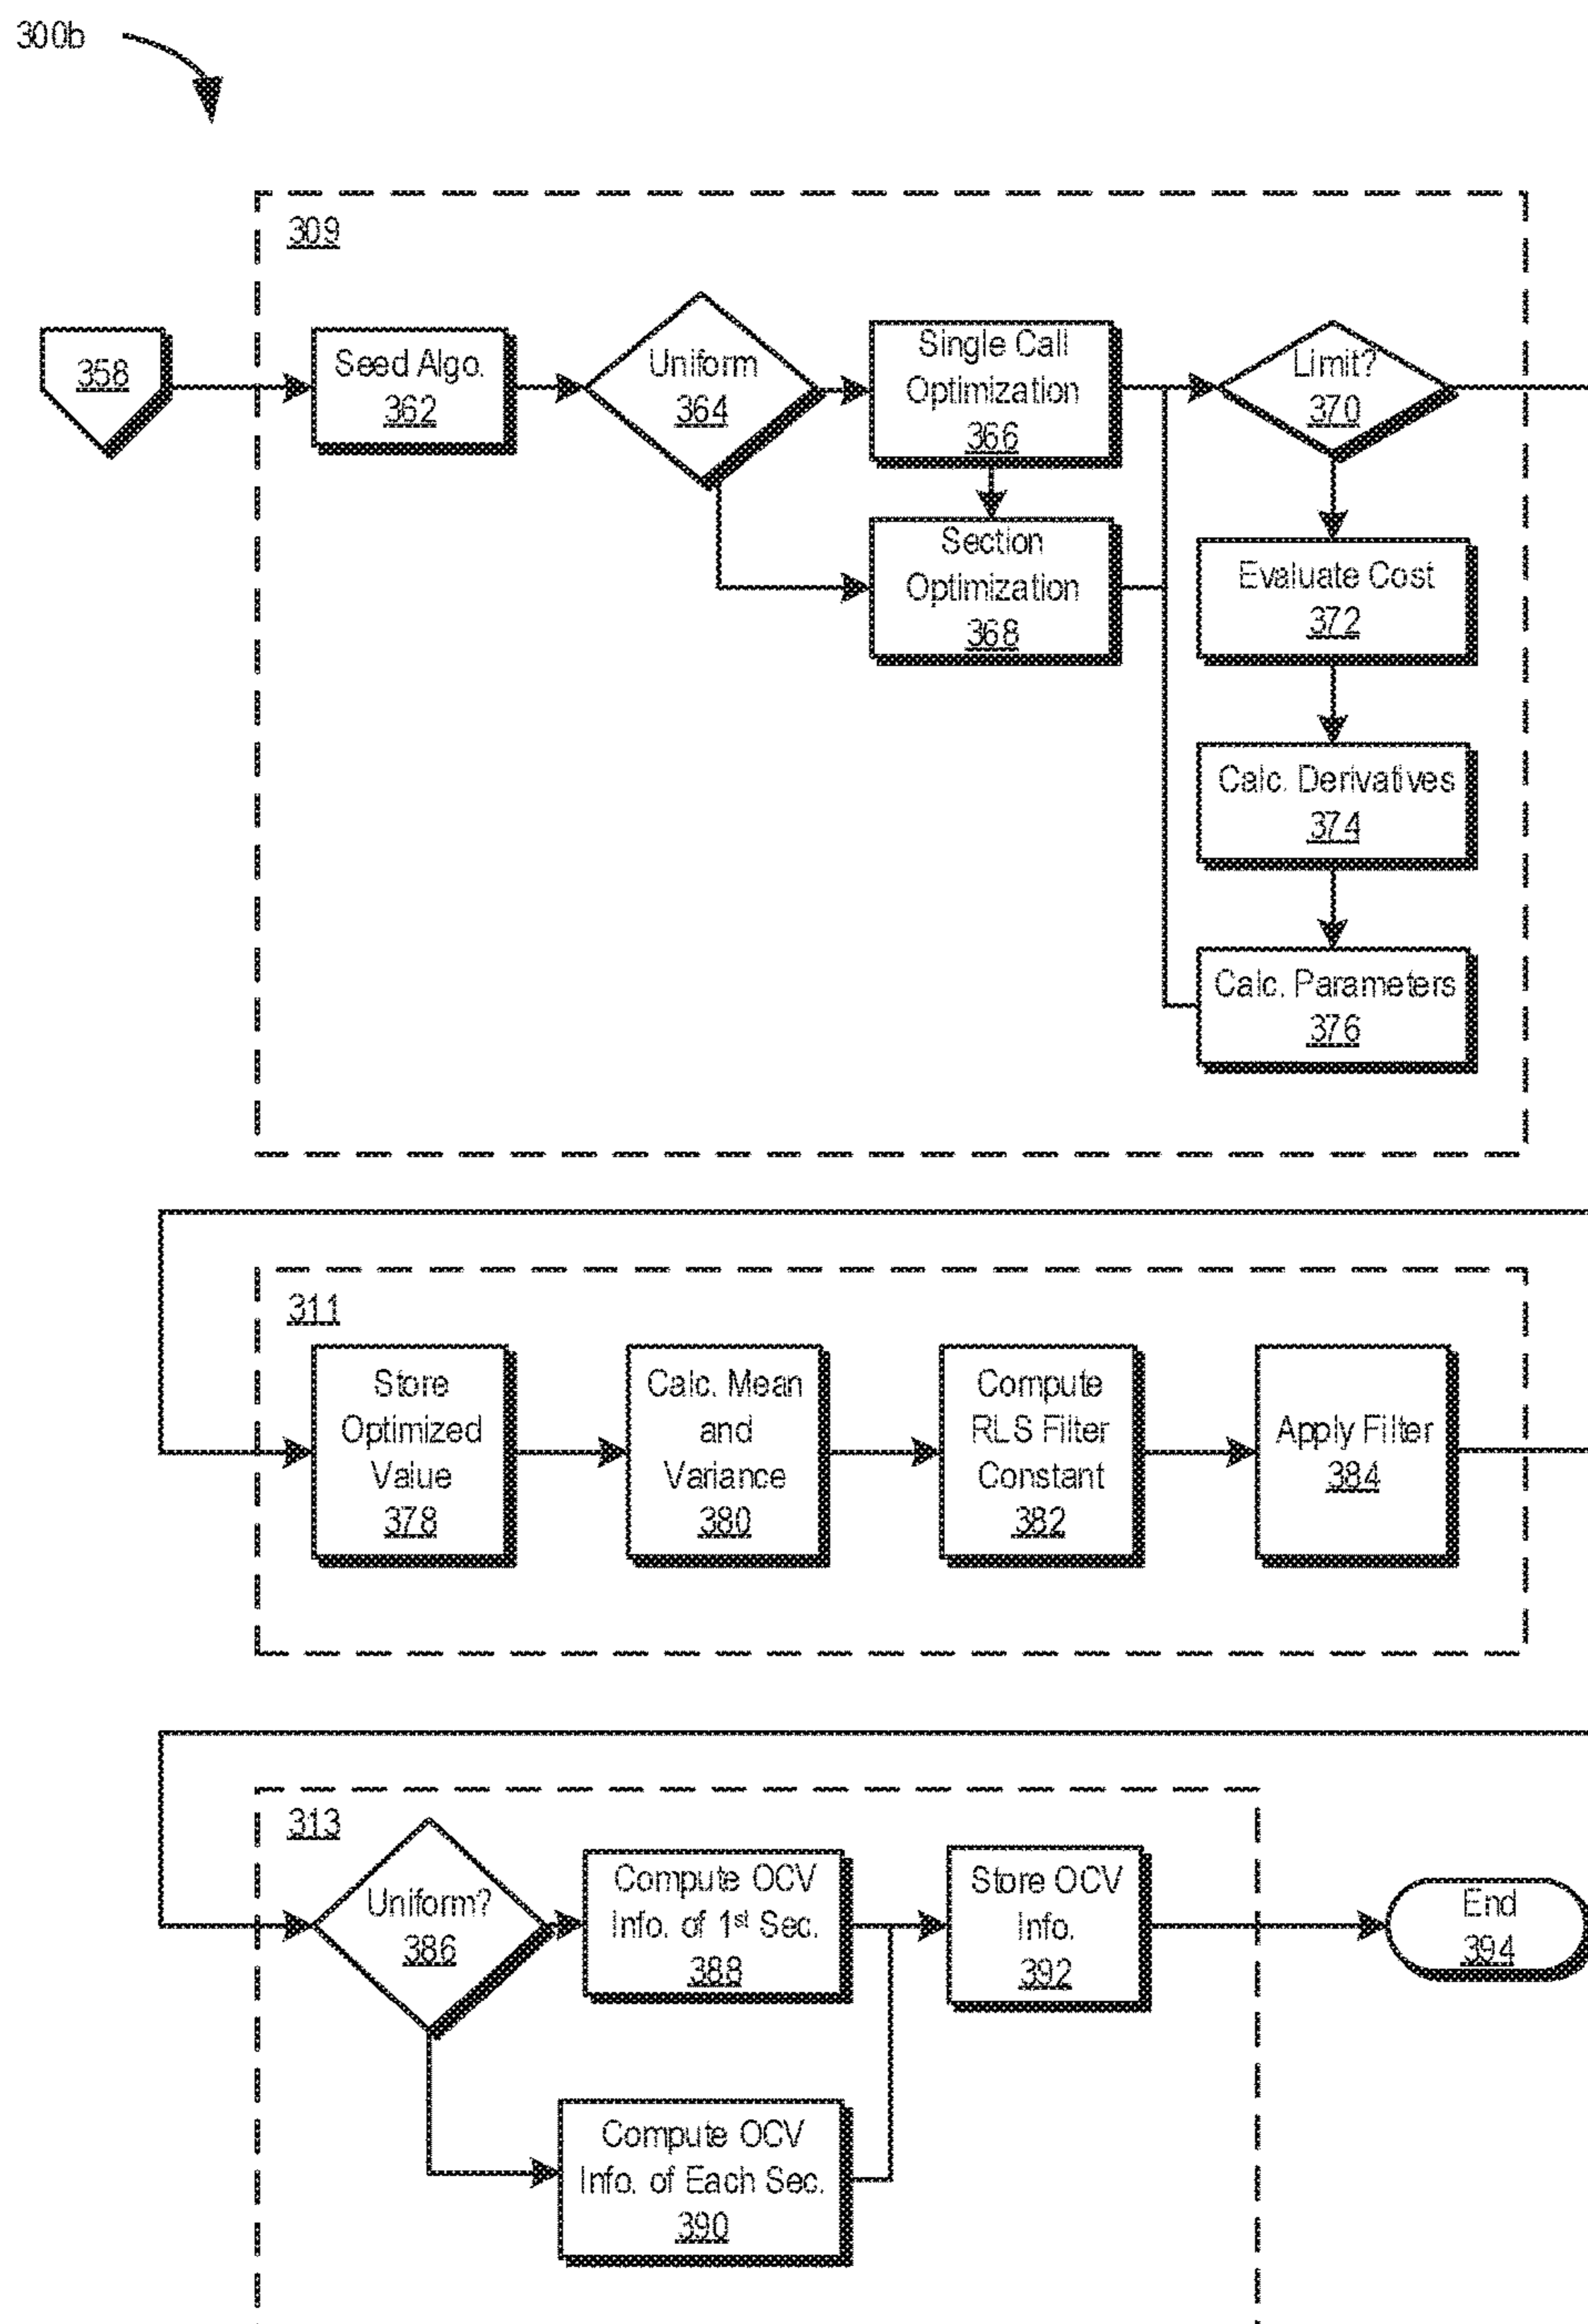 300b
309
358
Seed Algo.
362
Uniform
364
Single Call
Optimization
366
Limit?
370
Section
Optimization
368
Evaluate Cost
372
Calc. Derivatives
374
Calc. Parameters
376
311
Store
Optimized
Value
378
Calc. Mean
and
Variance
380
Compute
RLS Filter
Constant
382
Apply Filter
384
313
Uniform?
386
Compute OCV
Info. of 1st Sec.
388
Store OCV
Info.
392
End
394
Compute OCV
Info. of Each Sec.
390